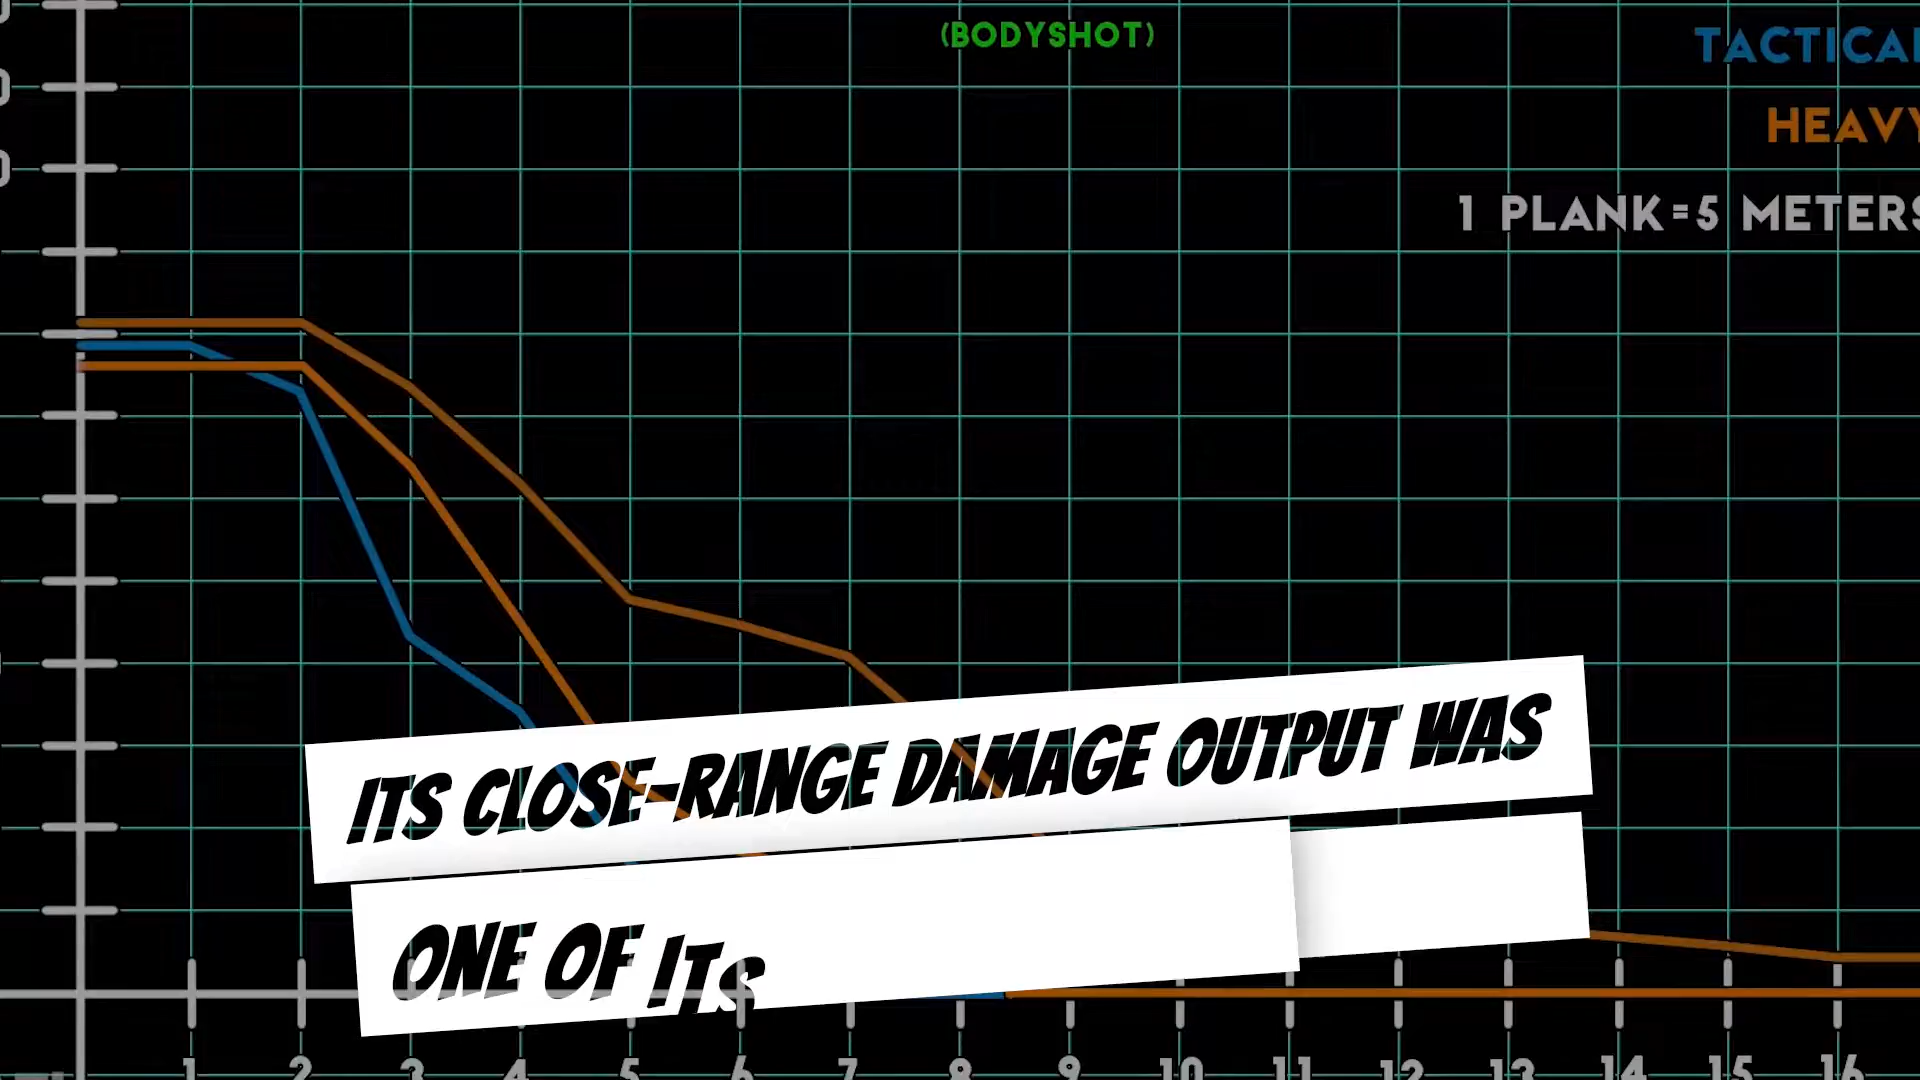 (BODYSHOT)
TACTICAL
HEAVY
1 PLANK=5 METERS
ITS CLOSE-RANGE DAMAGE OUTPUT WAS
ONE OF ITS
1 2 3 4 5 6 7 8 9 10 11 12 13 14 15 16